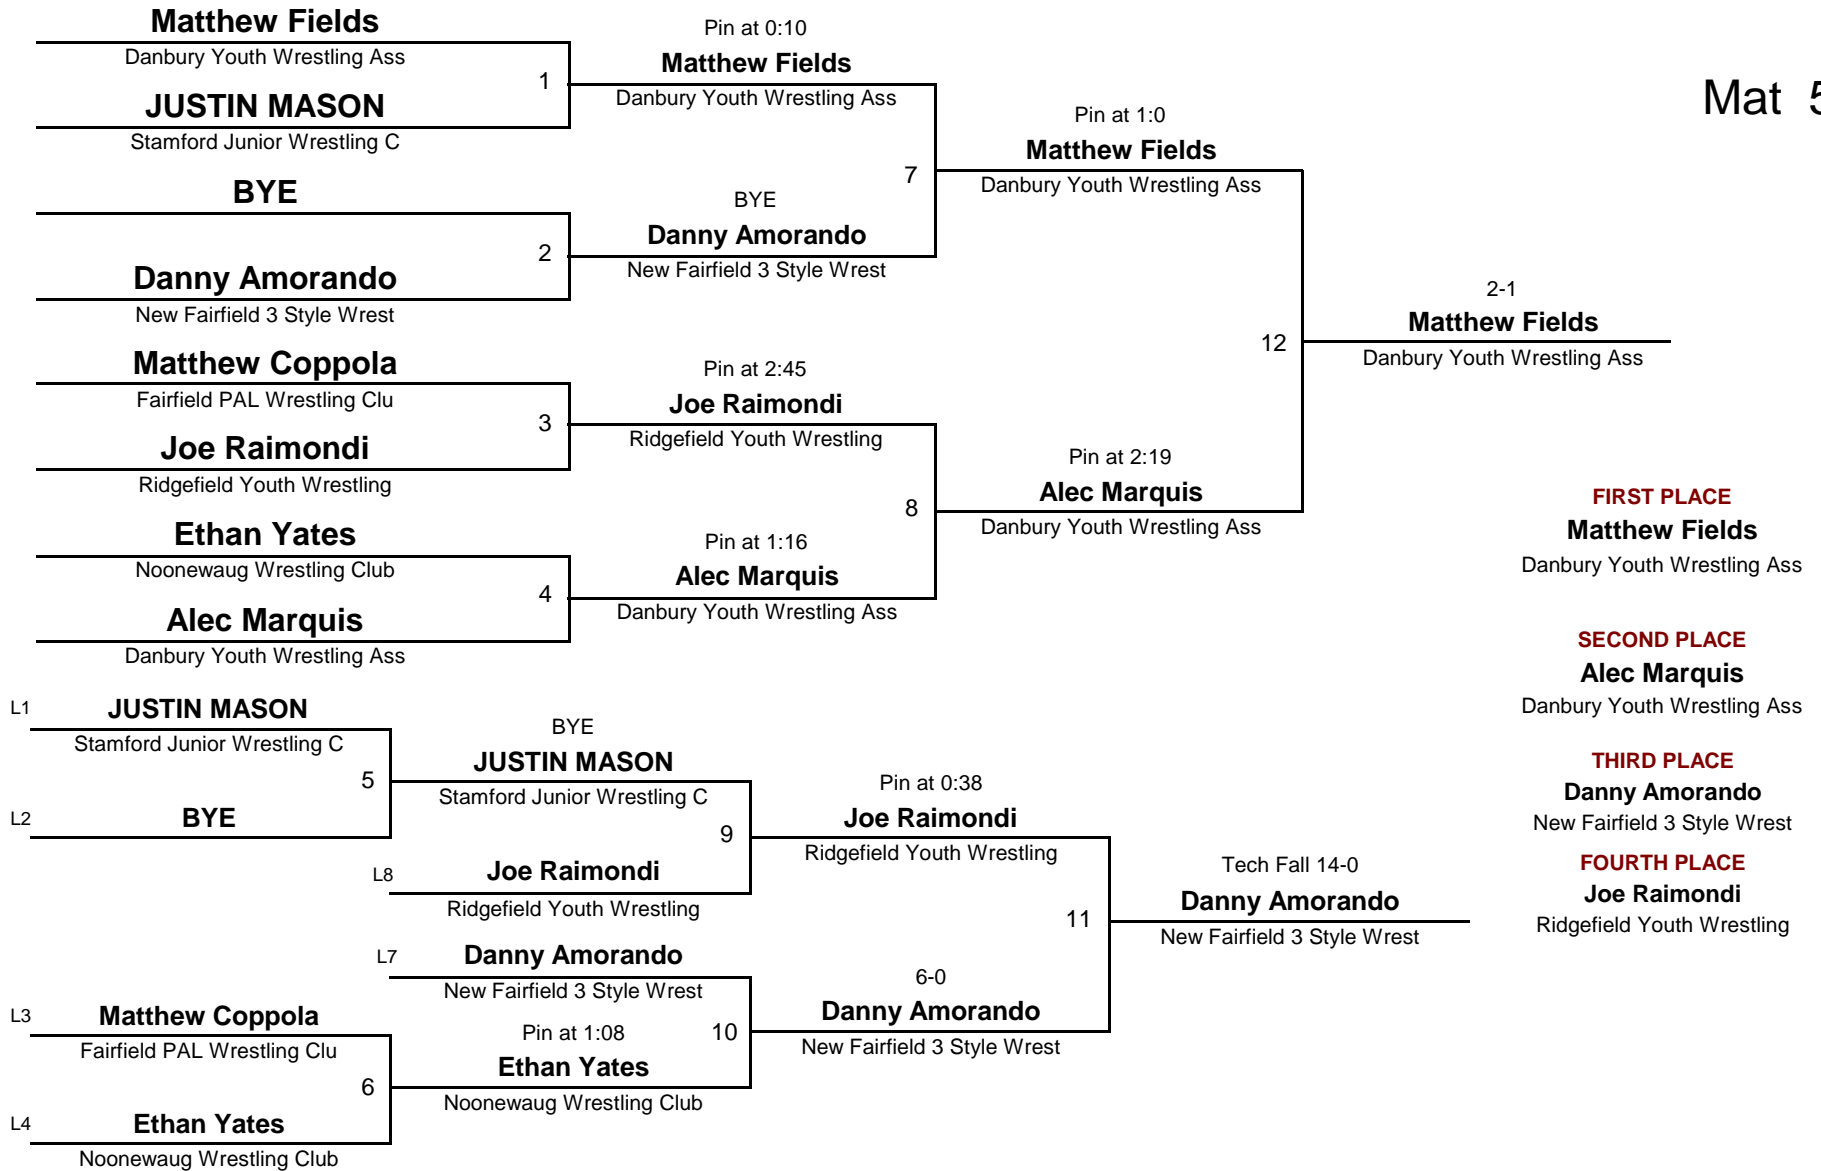 Matthew Fields
Danbury Youth Wrestling Ass
1
JUSTIN MASON
Stamford Junior Wrestling C
BYE
2
Danny Amorando
New Fairfield 3 Style Wrest
Matthew Coppola
Fairfield PAL Wrestling Clu
3
Joe Raimondi
Ridgefield Youth Wrestling
Ethan Yates
Noonewaug Wrestling Club
4
Alec Marquis
Danbury Youth Wrestling Ass
Pin at 0:10
Matthew Fields
Danbury Youth Wrestling Ass
7
BYE
Danny Amorando
New Fairfield 3 Style Wrest
Pin at 2:45
Joe Raimondi
Ridgefield Youth Wrestling
8
Pin at 1:16
Alec Marquis
Danbury Youth Wrestling Ass
Pin at 1:0
Matthew Fields
Danbury Youth Wrestling Ass
12
Pin at 2:19
Alec Marquis
Danbury Youth Wrestling Ass
2-1
Matthew Fields
Danbury Youth Wrestling Ass
Mat 5
FIRST PLACE
Matthew Fields
Danbury Youth Wrestling Ass
SECOND PLACE
Alec Marquis
Danbury Youth Wrestling Ass
THIRD PLACE
Danny Amorando
New Fairfield 3 Style Wrest
FOURTH PLACE
Joe Raimondi
Ridgefield Youth Wrestling
L1
JUSTIN MASON
Stamford Junior Wrestling C
5
L2
BYE
L3
Matthew Coppola
Fairfield PAL Wrestling Clu
6
L4
Ethan Yates
Noonewaug Wrestling Club
BYE
JUSTIN MASON
Stamford Junior Wrestling C
9
L8
Joe Raimondi
Ridgefield Youth Wrestling
L7
Danny Amorando
New Fairfield 3 Style Wrest
10
Pin at 1:08
Ethan Yates
Noonewaug Wrestling Club
Pin at 0:38
Joe Raimondi
Ridgefield Youth Wrestling
11
6-0
Danny Amorando
New Fairfield 3 Style Wrest
Tech Fall 14-0
Danny Amorando
New Fairfield 3 Style Wrest